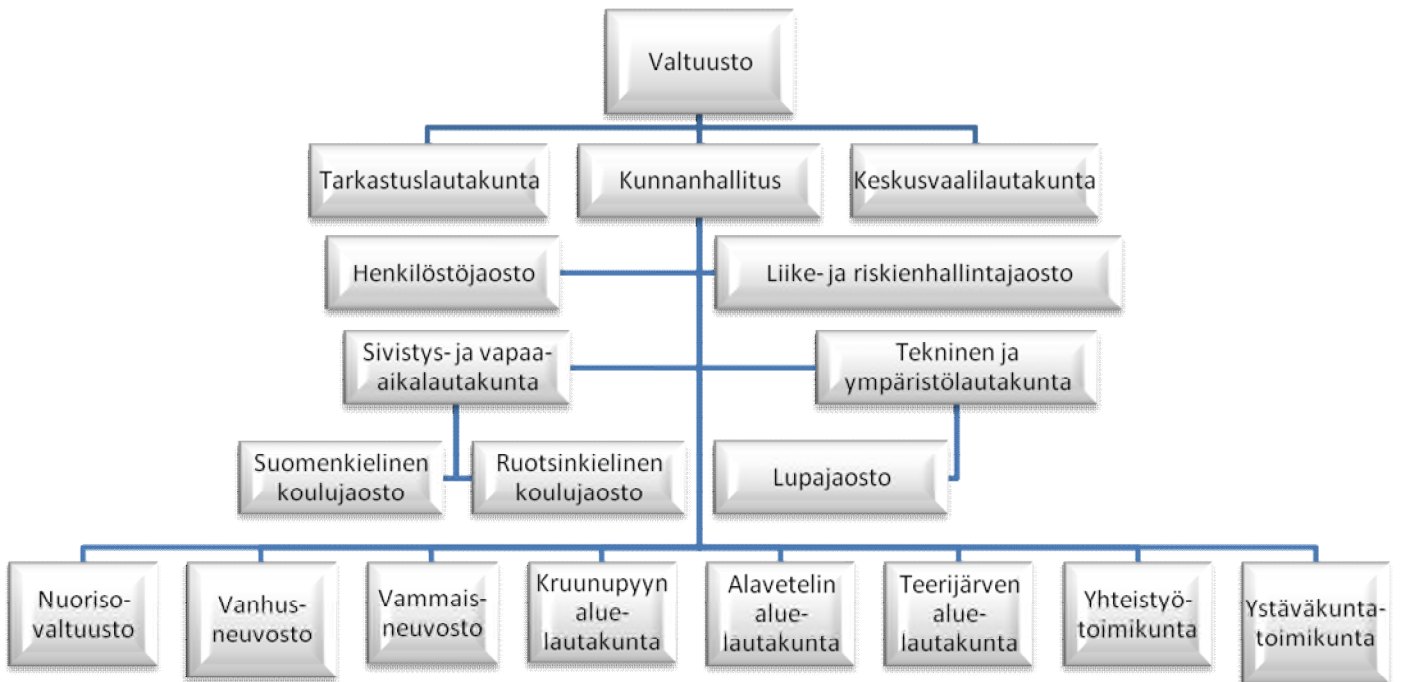 Valtuusto
Tarkastuslautakunta
Kunnanhallitus
Keskusvaalilautakunta
Henkilöstöjaosto
Liike- ja riskienhallintajaosto
Sivistys- ja vapaa-
aikalautakunta
Tekninen ja
ympäristölautakunta
Suomenkielinen
koulujaosto
Ruotsinkielinen
koulujaosto
Lupajaosto
Nuoriso-
valtuusto
Vanhus-
neuvosto
Vammais-
neuvosto
Kruunupyyn
alue-
lautakunta
Alavetelin
alue-
lautakunta
Teerijärven
alue-
lautakunta
Yhteistyö-
toimikunta
Ystäväkunta-
toimikunta